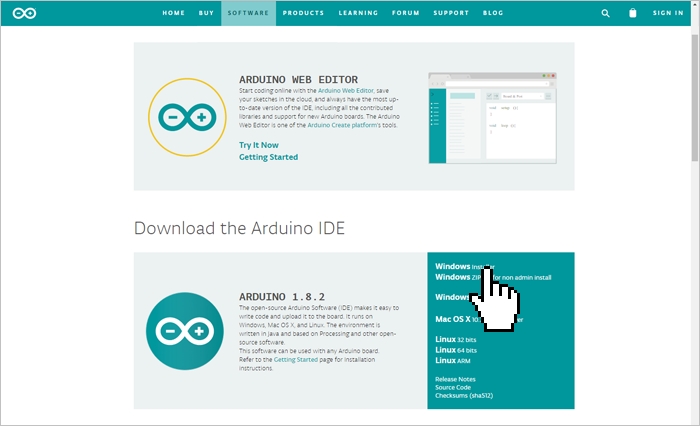 HOME BUY SOFTWARE PRODUCTS LEARNING FORUM SUPPORT BLOG SIGN IN
ARDUINO WEB EDITOR
Start coding online with the Arduino Web Editor, save
your sketches in the cloud, and always have the most up-
to-date version of the IDE, including all the contributed
libraries and support for new Arduino boards. The Arduino
Web Editor is one of the Arduino Create platform's tools.
Try It Now
Getting Started
Download the Arduino IDE
ARDUINO 1.8.2
The open-source Arduino Software (IDE) makes it easy to
write code and upload it to the board. It runs on
Windows, Mac OS X, and Linux. The environment is
written in Java and based on Processing and other open-
source software.
This software can be used with any Arduino board.
Refer to the Getting Started page for Installation
instructions.
Windows
Windows for non admin install
Windows
Mac OS X
Linux 32 bits
Linux 64 bits
Linux ARM
Release Notes
Source Code
Checksums (sha512)